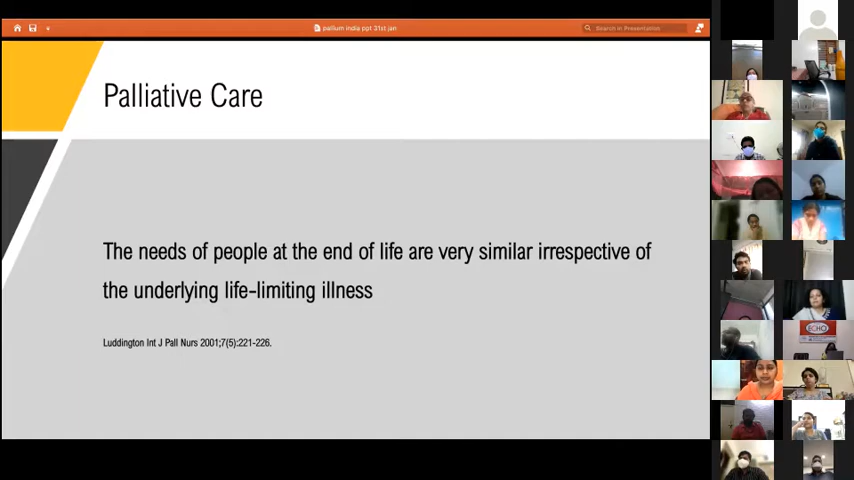 pallium india ppt 31st jan
Search in Presentation
Palliative Care
The needs of people at the end of life are very similar irrespective of
the underlying life-limiting illness
Luddington Int J Pall Nurs 2001;7(5):221-226.
ECHO